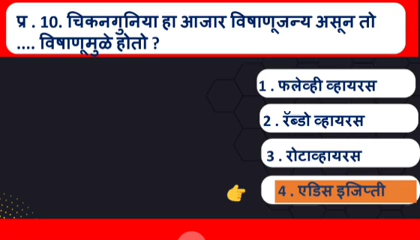 प्र . 10. चिकनगुनिया हा आजार विषाणूजन्य असून तो
.... विषाणूमुळे होतो ?
1 . फलेव्ही व्हायरस
2 . रॅब्डो व्हायरस
3 . रोटाव्हायरस
4 . एडिस इजिप्ती